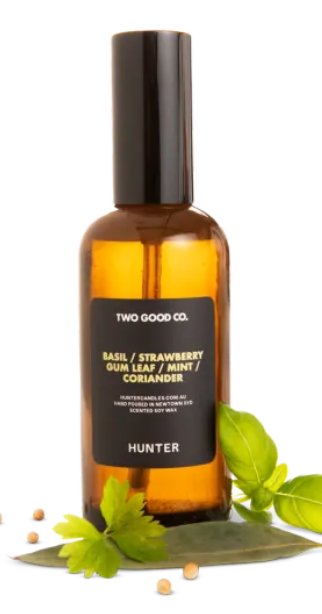 TWO GOOD CO.
BASIL / STRAWBERRY
GUM LEAF / MINT /
CORIANDER
HUNTERCANDLES.COM.AU
HAND POURED IN NEWTOWN SYD
SCENTED SOY WAX
HUNTER